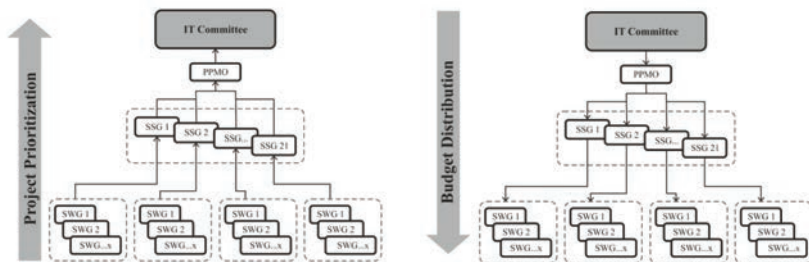 Project Prioritization
IT Committee
PPMO
SSG 1
SSG 2
SSG...
SSG 21
SWG 1
SWG 2
SWG...x
SWG 1
SWG 2
SWG...x
SWG 1
SWG 2
SWG...x
SWG 1
SWG 2
SWG...x
Budget Distribution
IT Committee
PPMO
SSG 1
SSG 2
SSG...
SSG 21
SWG 1
SWG 2
SWG...x
SWG 1
SWG 2
SWG...x
SWG 1
SWG 2
SWG...x
SWG 1
SWG 2
SWG...x